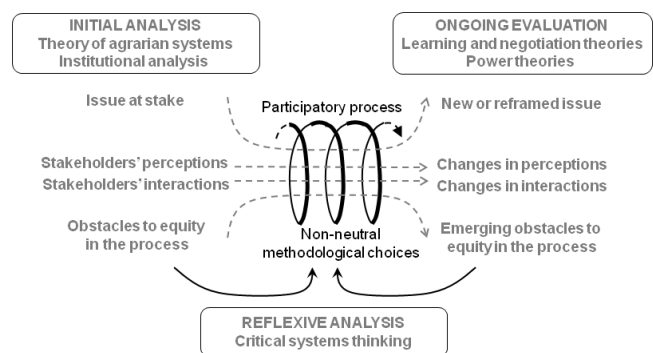 INITIAL ANALYSIS
Theory of agrarian systems
Institutional analysis
ONGOING EVALUATION
Learning and negotiation theories
Power theories
Issue at stake
Participatory process
New or reframed issue
Stakeholders' perceptions
Stakeholders' interactions
Changes in perceptions
Changes in interactions
Obstacles to equity
in the process
Non-neutral
methodological choices
Emerging obstacles to
equity in the process
REFLEXIVE ANALYSIS
Critical systems thinking